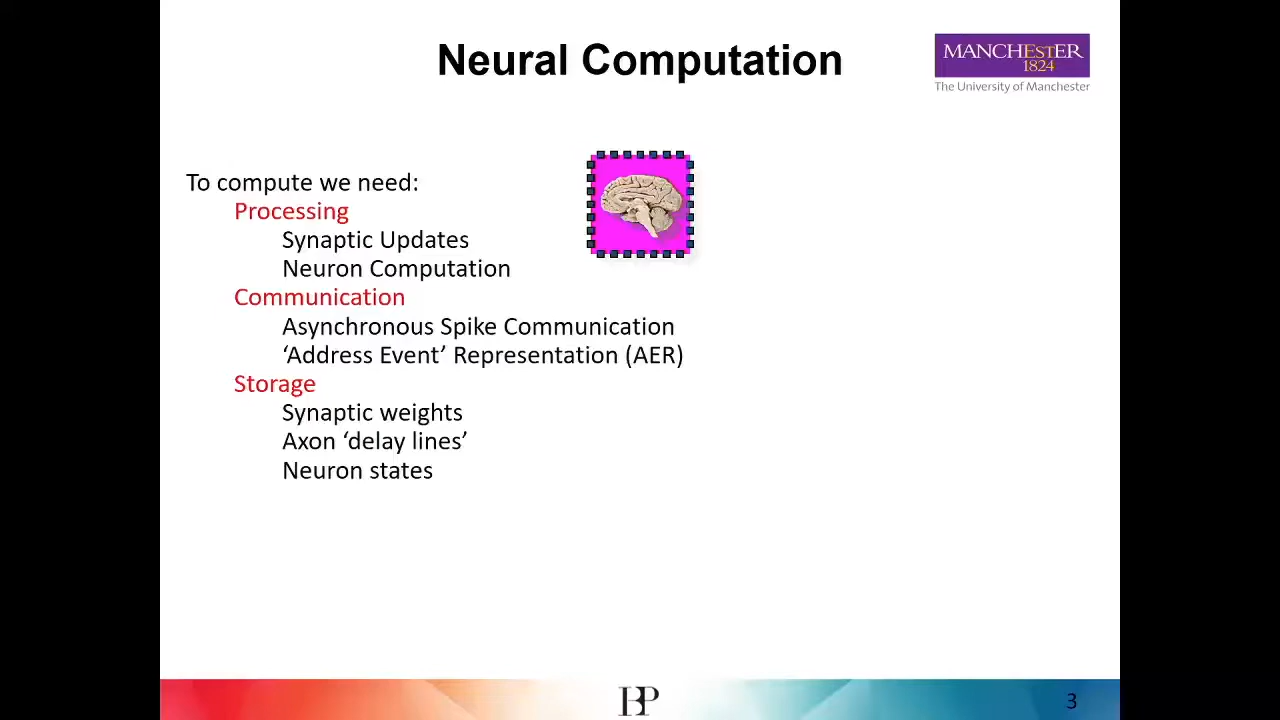 Neural Computation
MANCHESTER
1824
The University of Manchester
To compute we need:
Processing
Synaptic Updates
Neuron Computation
Communication
Asynchronous Spike Communication
‘Address Event’ Representation (AER)
Storage
Synaptic weights
Axon ‘delay lines’
Neuron states
HBP
3